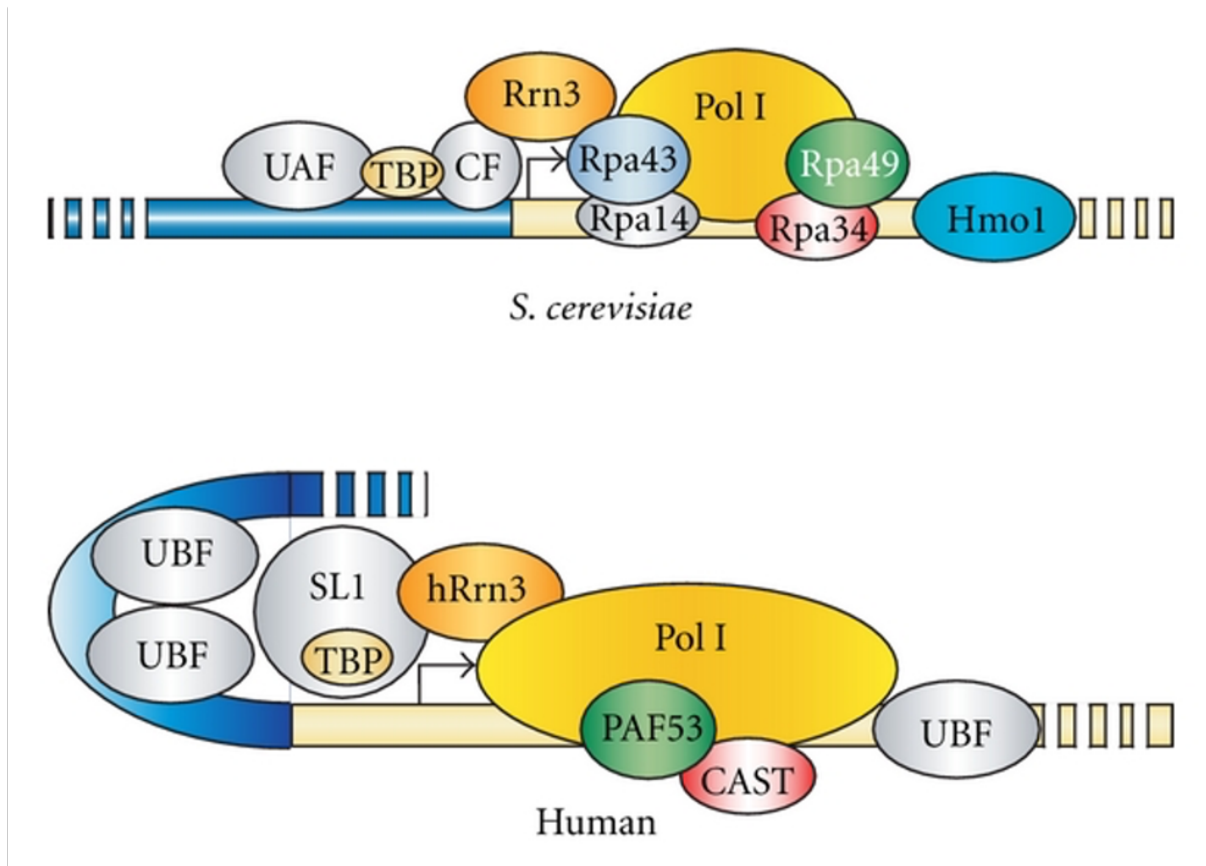 Rrn3
Pol I
UAF
TBP
CF
Rpa43
Rpa49
Rpa14
Rpa34
Hmo1
S. cerevisiae
UBF
SL1
hRrn3
UBF
TBP
Pol I
PAF53
UBF
CAST
Human